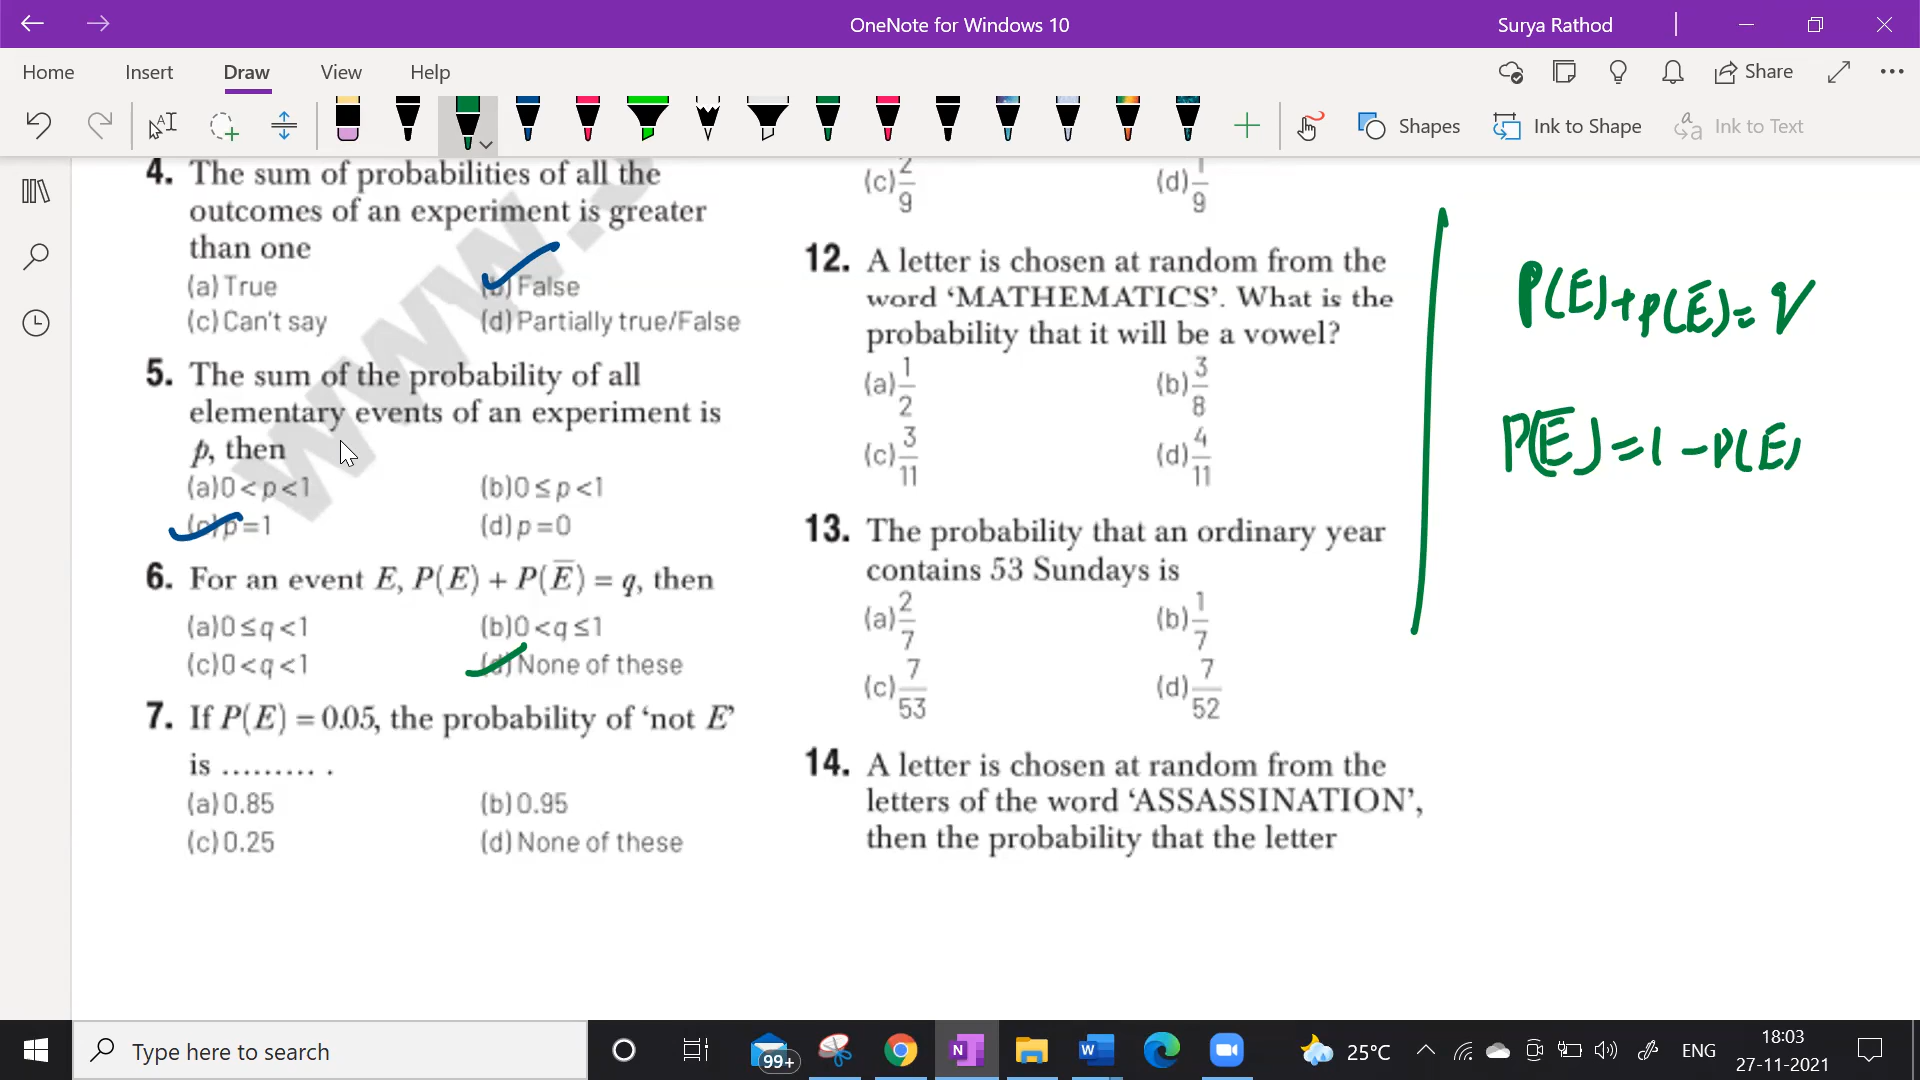 OneNote for Windows 10
Surya Rathod
Home Insert Draw View Help
Share
Shapes Ink to Shape Ink to Text
4. The sum of probabilities of all the
outcomes of an experiment is greater
than one
(a) True (b) False
(c) Can't say (d) Partially true/False
5. The sum of the probability of all
elementary events of an experiment is
p, then
(a) 0 < p < 1 (b) 0 ≤ p < 1
(c) p = 1 (d) p = 0
6. For an event E, P(E) + P(E̅) = q, then
(a) 0 ≤ q < 1 (b) 0 < q ≤ 1
(c) 0 < q < 1 (d) None of these
7. If P(E) = 0.05, the probability of ‘not E’
is ......... .
(a) 0.85 (b) 0.95
(c) 0.25 (d) None of these
www.
(c) 2/9 (d) 1/9
12. A letter is chosen at random from the
word ‘MATHEMATICS’. What is the
probability that it will be a vowel?
(a) 1/2 (b) 3/8
(c) 3/11 (d) 4/11
13. The probability that an ordinary year
contains 53 Sundays is
(a) 2/7 (b) 1/7
(c) 7/53 (d) 7/52
14. A letter is chosen at random from the
letters of the word ‘ASSASSINATION’,
then the probability that the letter
P(E)+P(E̅)= q
P(E̅)=1-P(E)
Type here to search
99+
25°C
ENG
18:03
27-11-2021